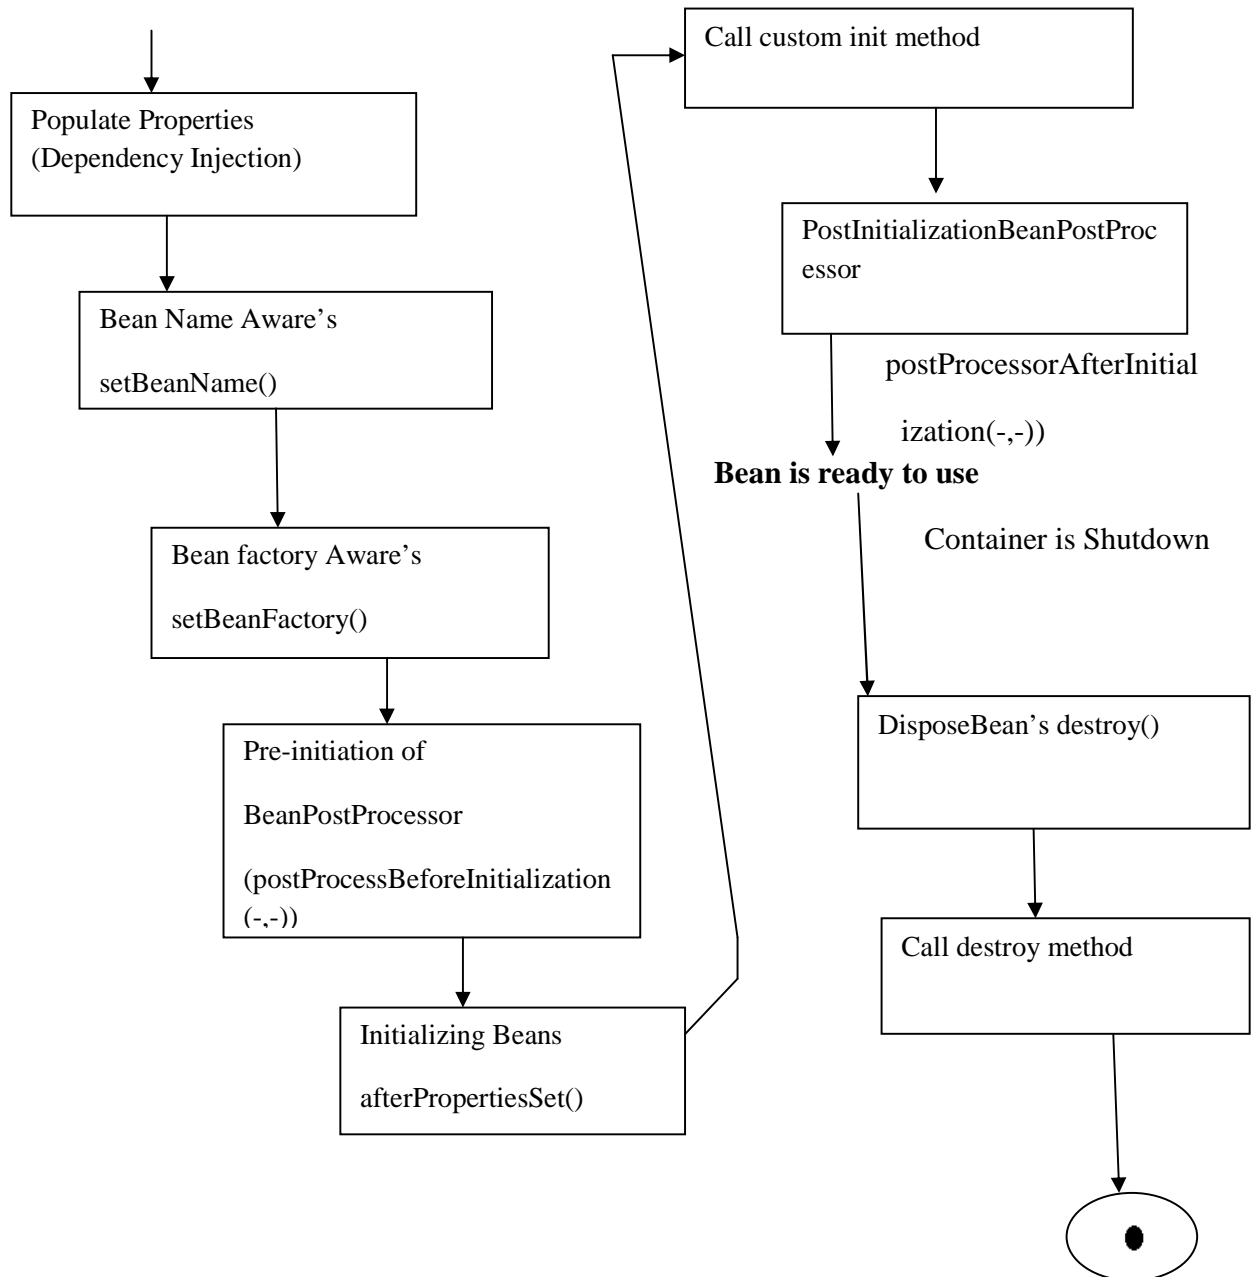 Populate Properties
(Dependency Injection)
Bean Name Aware’s
setBeanName()
Bean factory Aware’s
setBeanFactory()
Pre-initiation of
BeanPostProcessor
(postProcessBeforeInitialization
(-,-))
Initializing Beans
afterPropertiesSet()
Call custom init method
PostInitializationBeanPostProc
essor
postProcessorAfterInitial
ization(-,-))
Bean is ready to use
Container is Shutdown
DisposeBean’s destroy()
Call destroy method